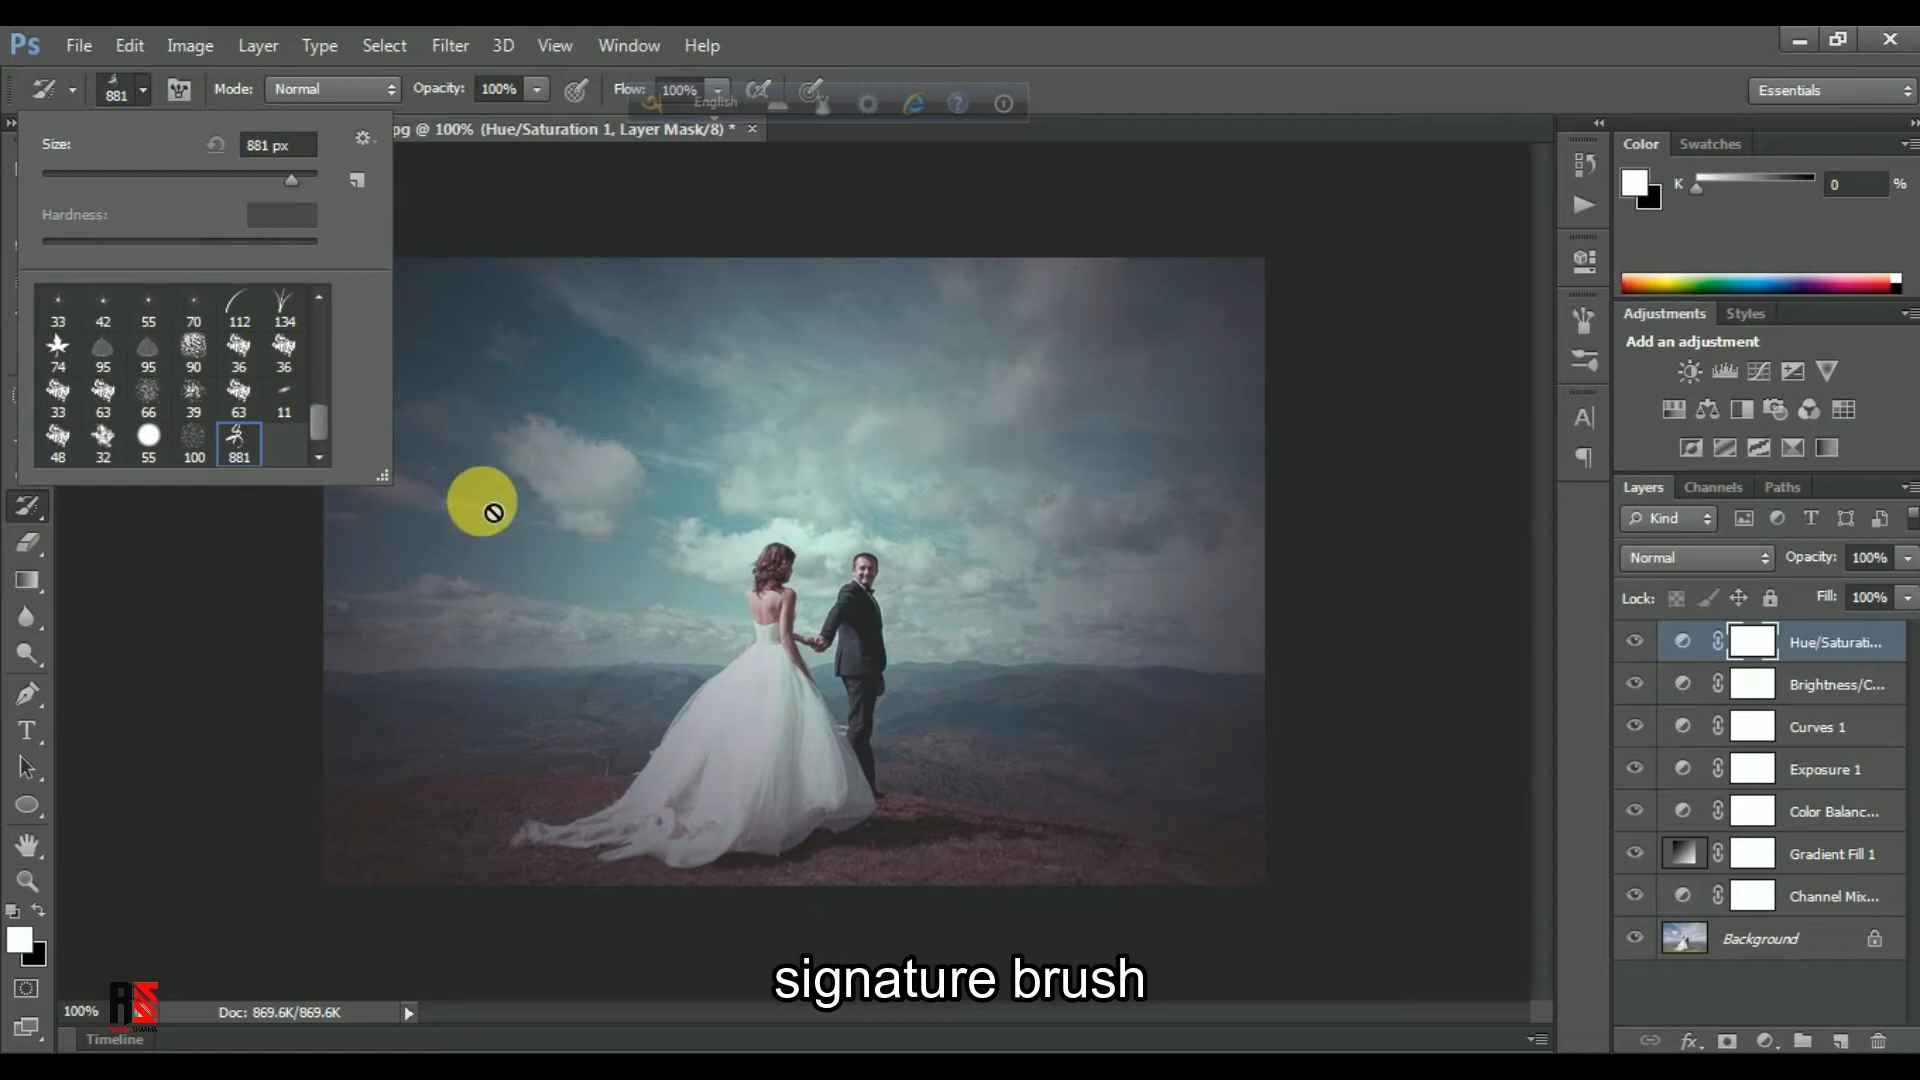 Ps File Edit Image Layer Type Select Filter 3D View Window Help
881 Mode: Normal Opacity: 100% Flow: 100% Essentials
English
pg @ 100% (Hue/Saturation 1, Layer Mask/8) * ×
Size: 881 px
Hardness:
33 42 55 70 112 134
74 95 95 90 36 36
33 63 66 39 63 11
48 32 55 100 881
Color Swatches
K 0 %
Adjustments Styles
Add an adjustment
Layers Channels Paths
Kind
Normal Opacity: 100%
Lock: Fill: 100%
Hue/Saturati...
Brightness/C...
Curves 1
Exposure 1
Color Balanc...
Gradient Fill 1
Channel Mix...
Background
signature brush
100% Doc: 869.6K/869.6K
SHARMA
Timeline